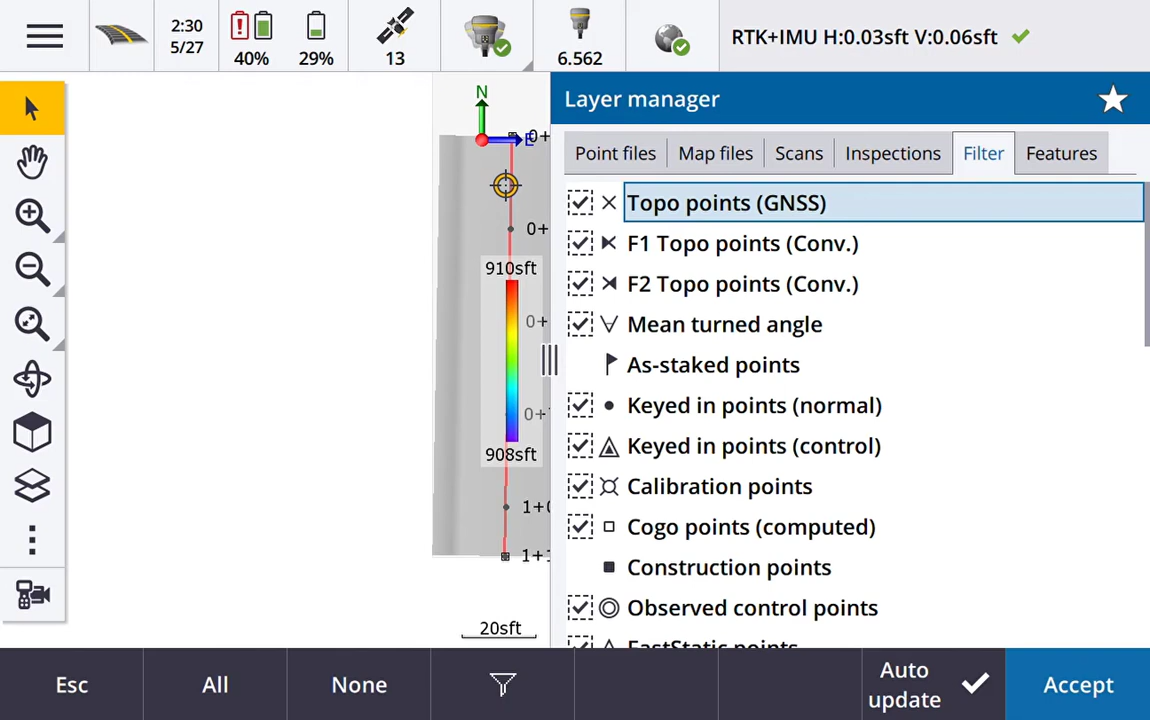 2:30
5/27
40%
29%
13
6.562
RTK+IMU H:0.03sft V:0.06sft
N
E
0+
0+
910sft
0+
0+
908sft
1+0
1+
20sft
Layer manager
Point files
Map files
Scans
Inspections
Filter
Features
Topo points (GNSS)
F1 Topo points (Conv.)
F2 Topo points (Conv.)
Mean turned angle
As-staked points
Keyed in points (normal)
Keyed in points (control)
Calibration points
Cogo points (computed)
Construction points
Observed control points
FastStatic points
Esc
All
None
Auto
update
Accept